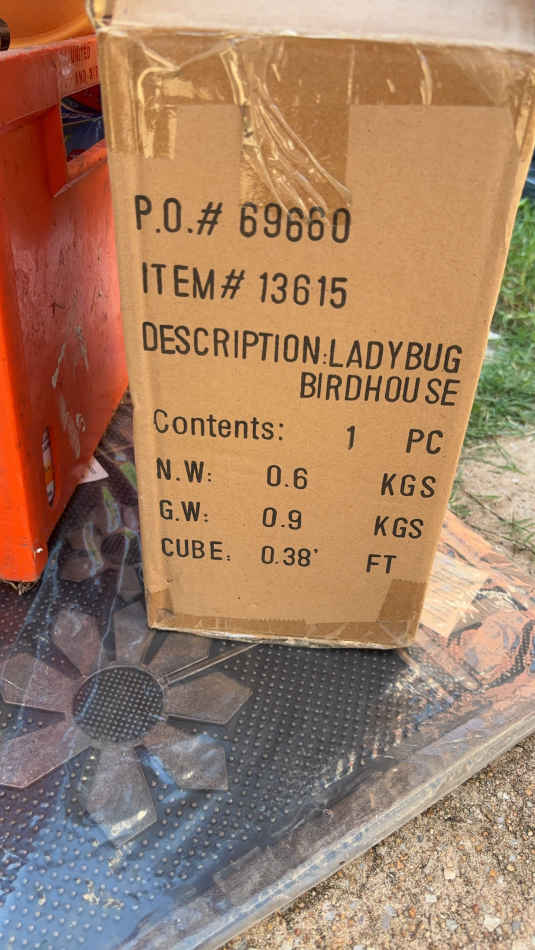 UNITED
P.O.# 69660
ITEM# 13615
DESCRIPTION: LADYBUG
BIRDHOUSE
Contents: 1 PC
N.W: 0.6 KGS
G.W: 0.9 KGS
CUBE: 0.38' FT